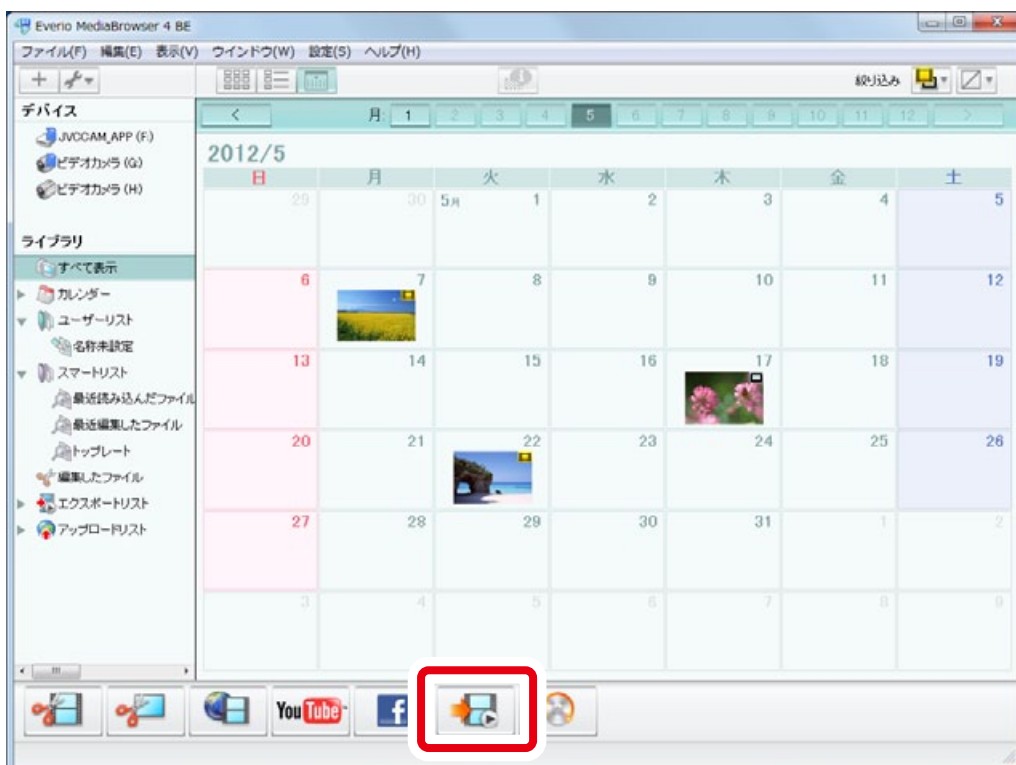 Everio MediaBrowser 4 BE
ファイル(F) 編集(E) 表示(V) ウインドウ(W) 設定(S) ヘルプ(H)
絞り込み
デバイス
JVCCAM_APP (F:)
ビデオカメラ (G:)
ビデオカメラ (H)
ライブラリ
すべて表示
カレンダー
ユーザーリスト
名称未設定
スマートリスト
最近読み込んだファイル
最近編集したファイル
トップレート
編集したファイル
エクスポートリスト
アップロードリスト
< 月: 1 2 3 4 5 6 7 8 9 10 11 12 >
2012/5
日 月 火 水 木 金 土
29 30 5月 1 2 3 4 5
6 7 8 9 10 11 12
13 14 15 16 17 18 19
20 21 22 23 24 25 26
27 28 29 30 31 1 2
3 4 5 6 7 8 9
YouTube f